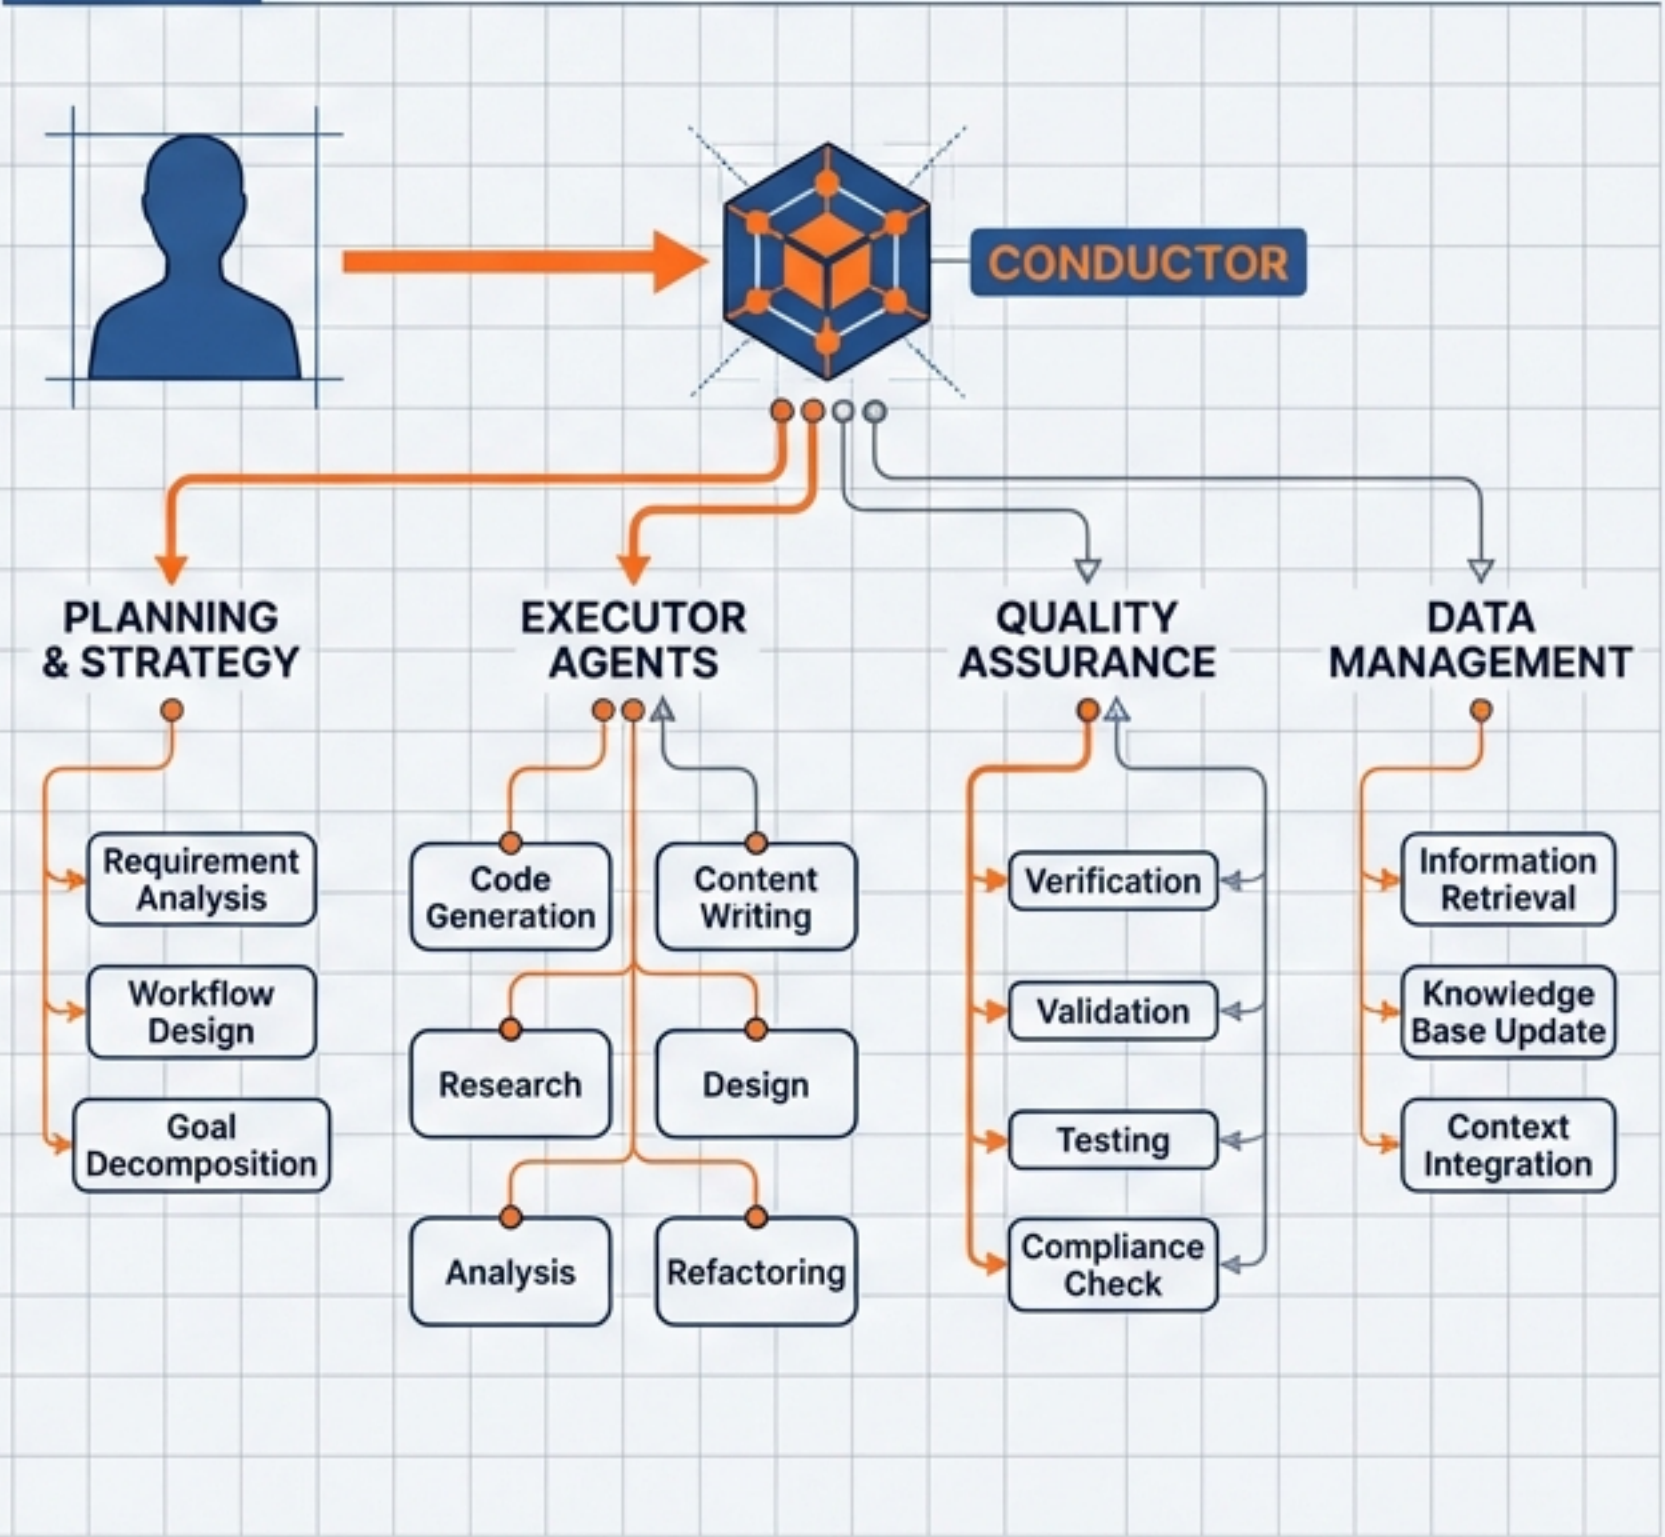 CONDUCTOR
PLANNING
& STRATEGY
EXECUTOR
AGENTS
QUALITY
ASSURANCE
DATA
MANAGEMENT
Requirement
Analysis
Workflow
Design
Goal
Decomposition
Code
Generation
Content
Writing
Research
Design
Analysis
Refactoring
Verification
Validation
Testing
Compliance
Check
Information
Retrieval
Knowledge
Base Update
Context
Integration